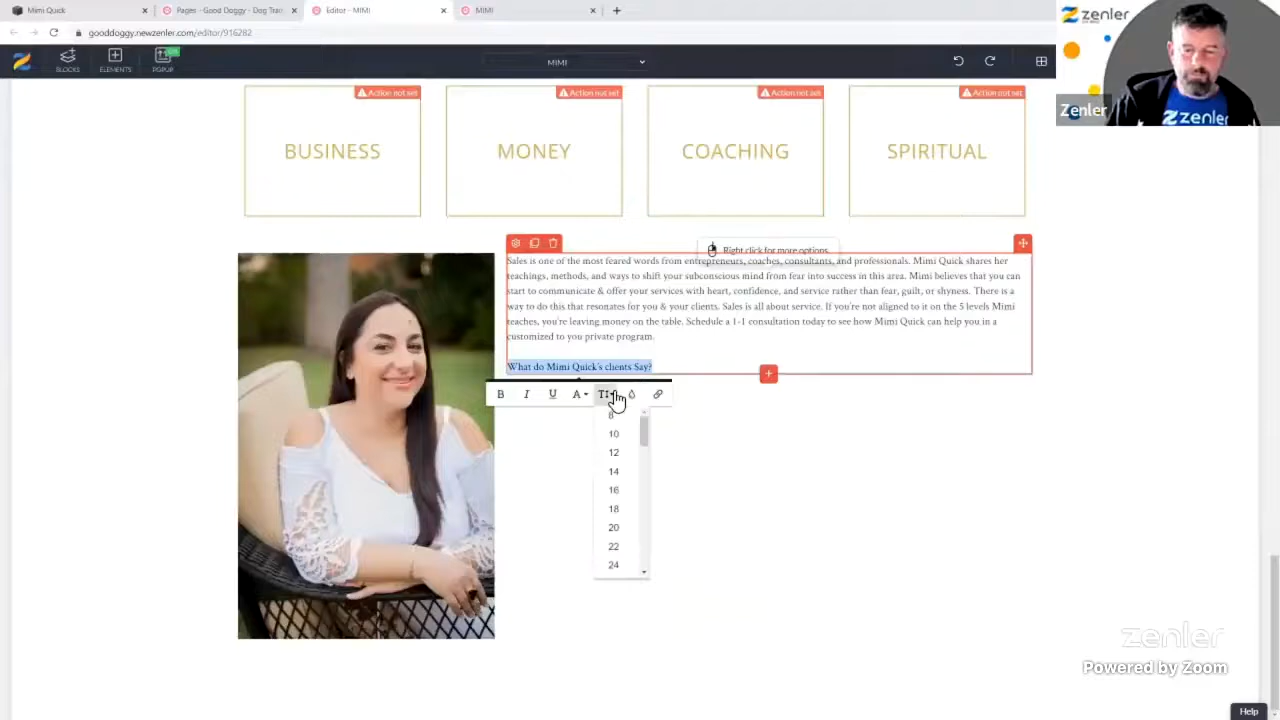 Mimi Quick
Pages - Good Doggy - Dog Trai
Editor - MIMI
MIMI
gooddoggy.newzenler.com/editor/916282
zenler
Zenler
zenler
BLOCKS
ELEMENTS
POPUP
MIMI
Action not set
Action not set
Action not set
Action not set
BUSINESS
MONEY
COACHING
SPIRITUAL
Right click for more options.
Sales is one of the most feared words from entrepreneurs, coaches, consultants, and professionals. Mimi Quick shares her
teachings, methods, and ways to shift your subconscious mind from fear into success in this area. Mimi believes that you can
start to communicate & offer your services with heart, confidence, and service rather than fear, guilt, or shyness. There is a
way to do this that resonates for you & your clients. Sales is all about service. If you're not aligned to it on the 5 levels Mimi
teaches, you're leaving money on the table. Schedule a 1-1 consultation today to see how Mimi Quick can help you in a
customized to you private program.
What do Mimi Quick's clients Say?
B I U A TI
8
10
12
14
16
18
20
22
24
zenler
Powered by Zoom
Help